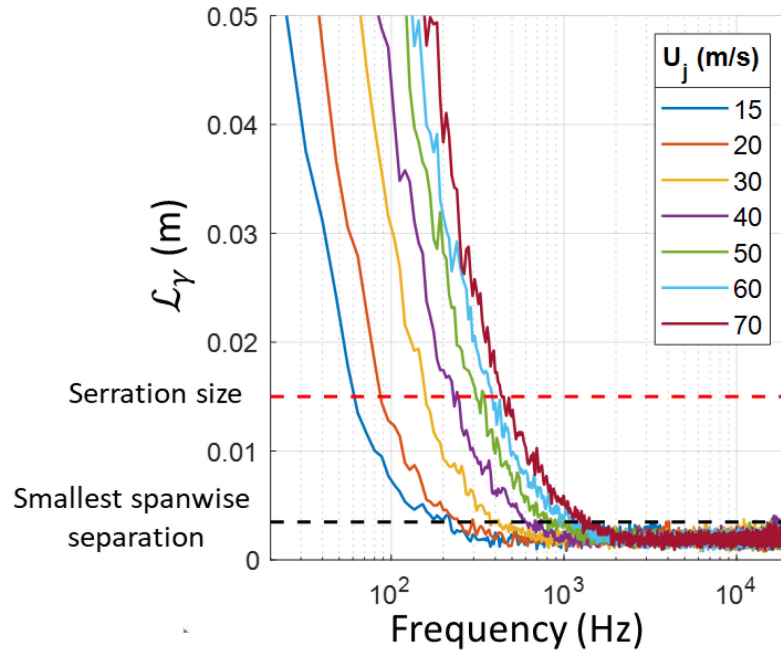 0.05
0.04
0.03
0.02
0.01
0
ℒγ (m)
Serration size
Smallest spanwise
separation
10²
10³
10⁴
Frequency (Hz)
Uj (m/s)
15
20
30
40
50
60
70